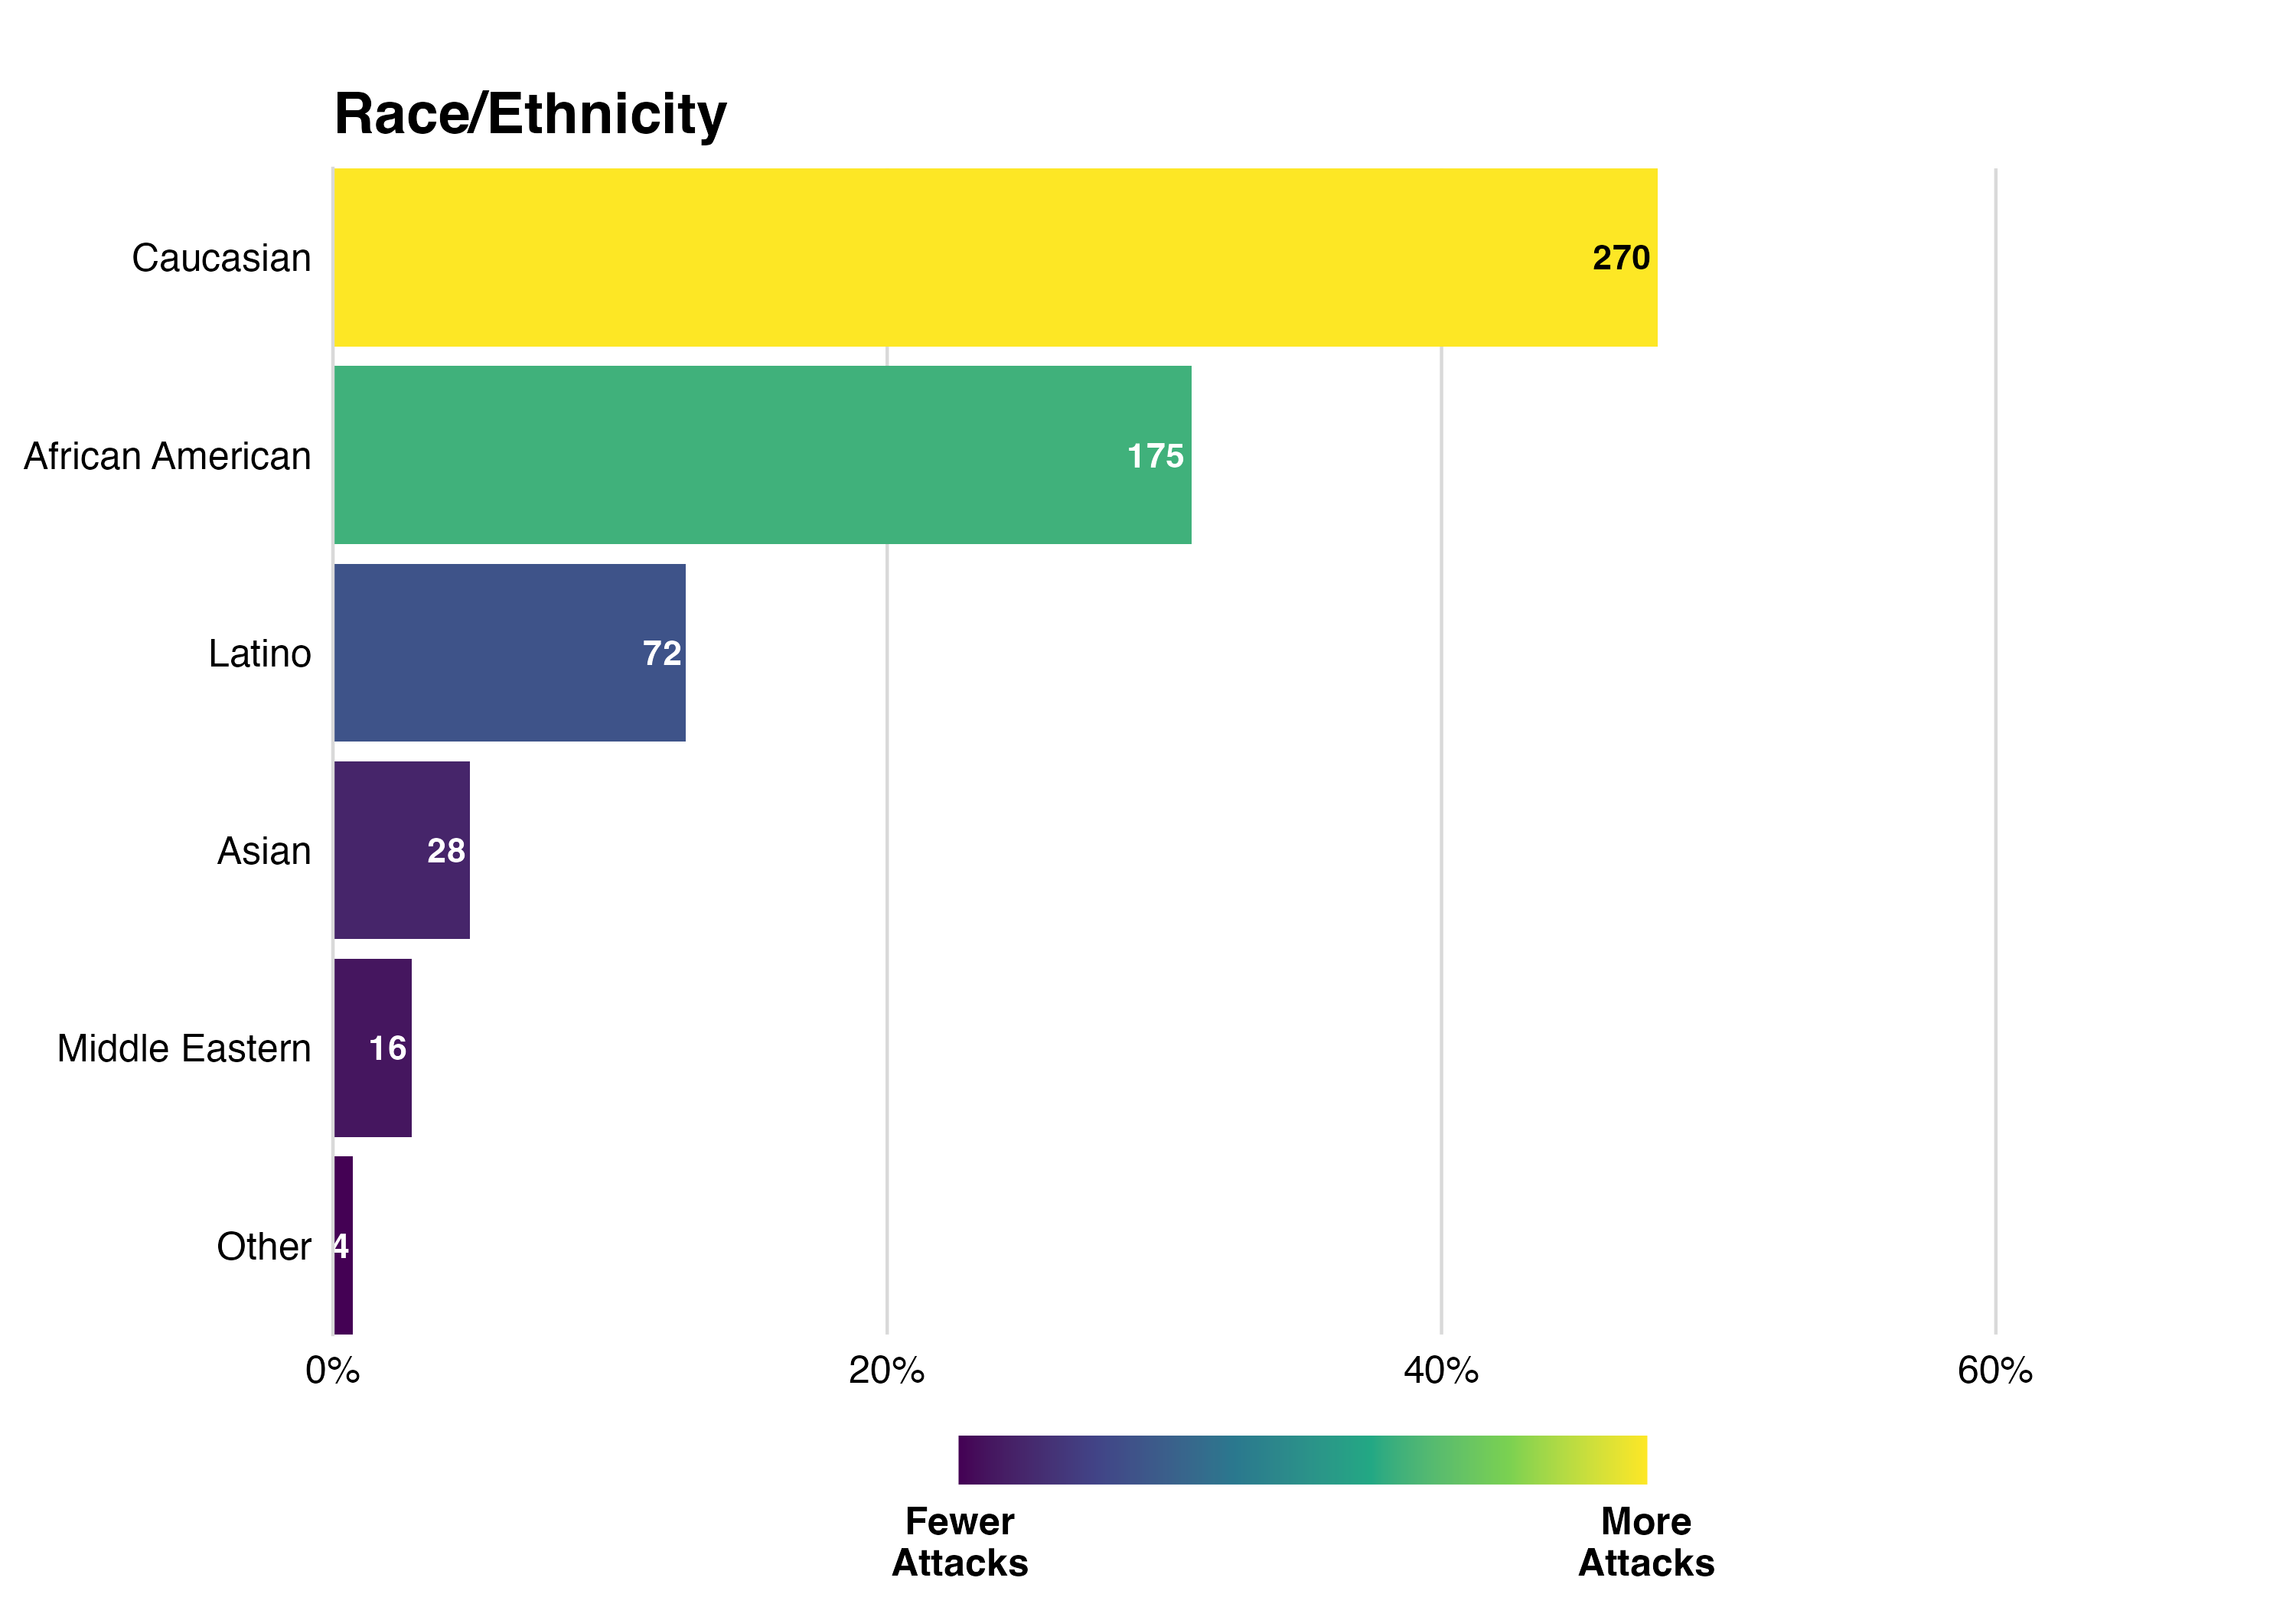 Race/Ethnicity
Caucasian
270
African American
175
Latino
72
Asian
28
Middle Eastern
16
Other
4
0%
20%
40%
60%
Fewer
Attacks
More
Attacks